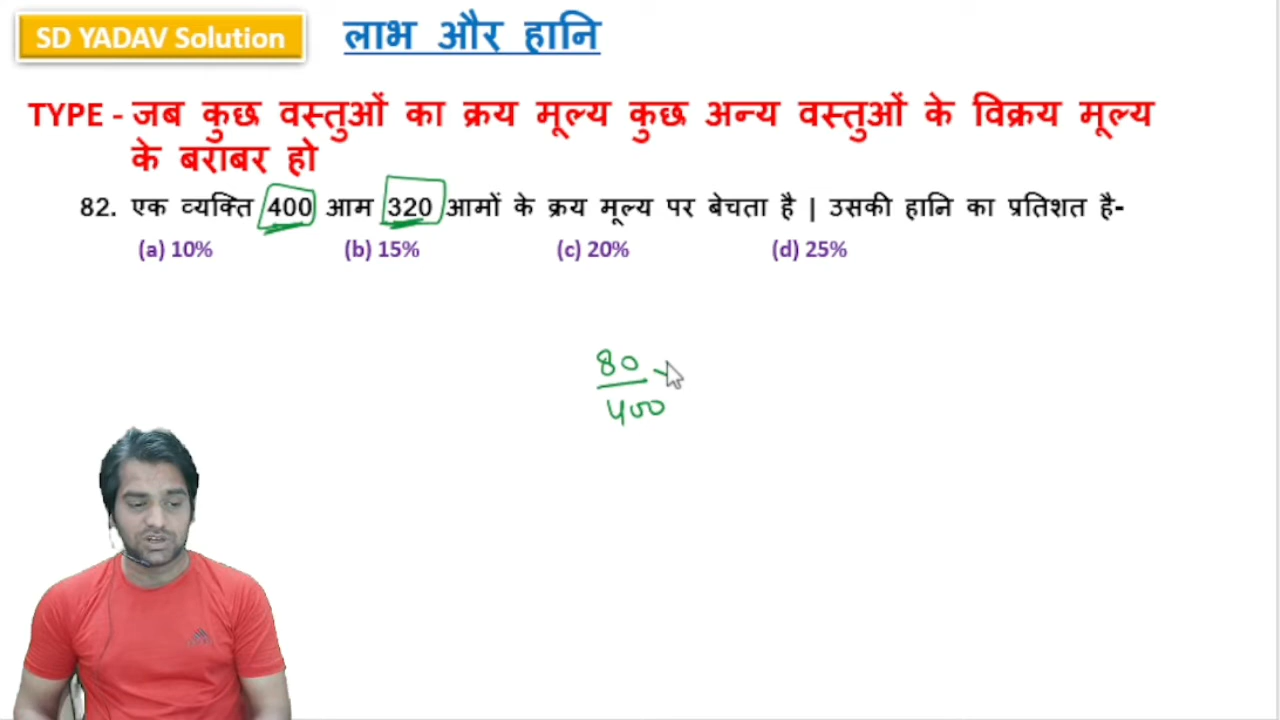 SD YADAV Solution
लाभ और हानि
TYPE - जब कुछ वस्तुओं का क्रय मूल्य कुछ अन्य वस्तुओं के विक्रय मूल्य
के बराबर हो
82. एक व्यक्ति 400 आम 320 आमों के क्रय मूल्य पर बेचता है | उसकी हानि का प्रतिशत है-
(a) 10% (b) 15% (c) 20% (d) 25%
80
400